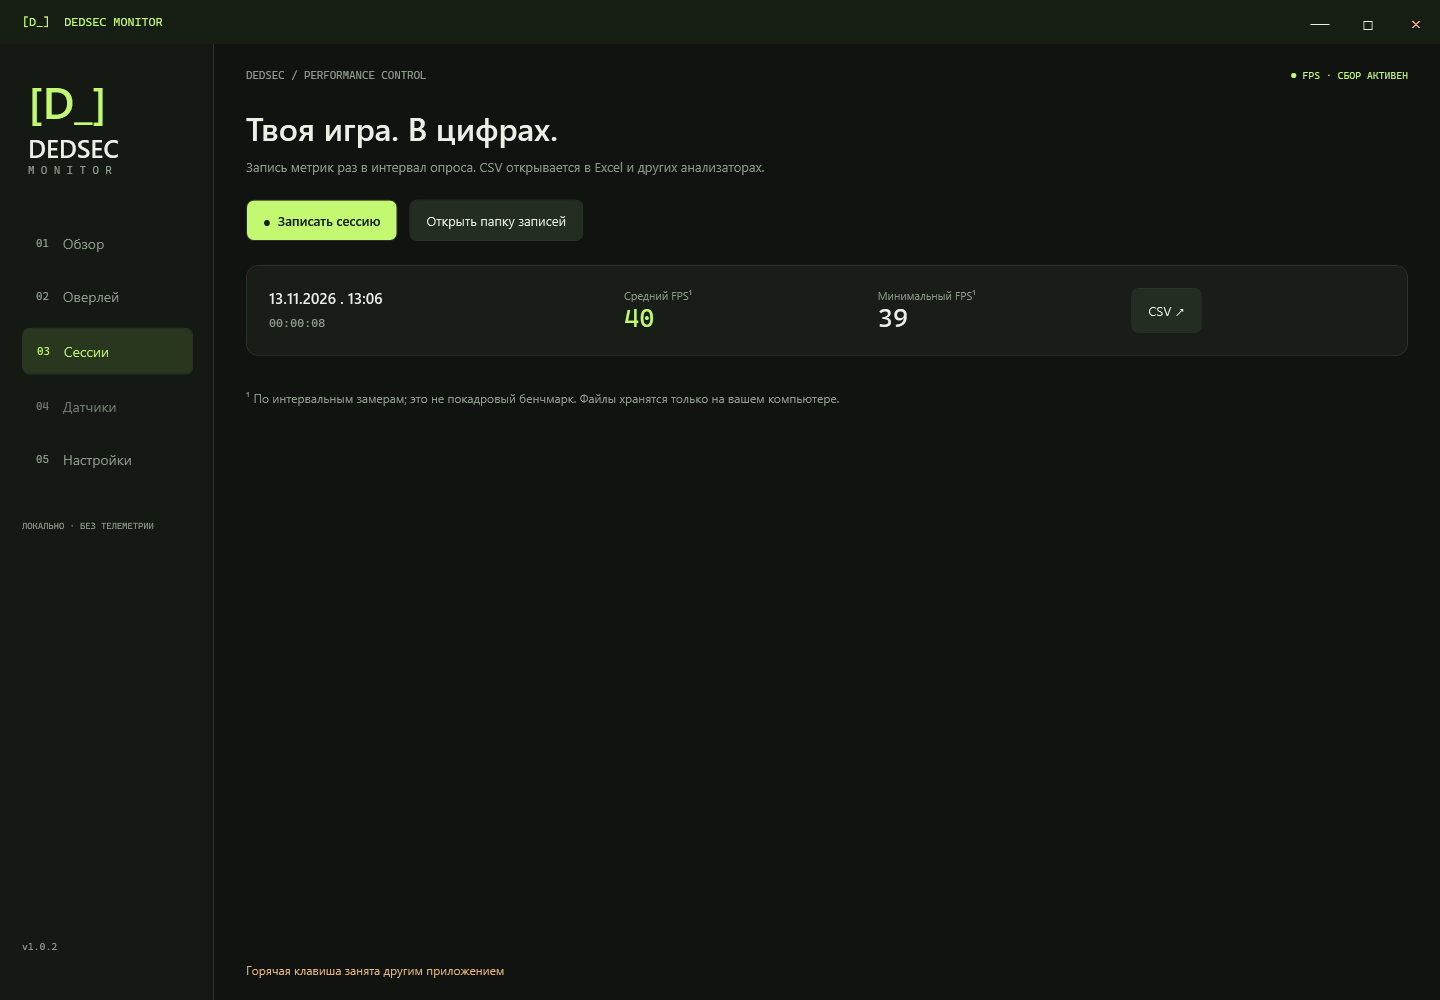 [D_] DEDSEC MONITOR
[D_]
DEDSEC
MONITOR
01 Обзор
02 Оверлей
03 Сессии
04 Датчики
05 Настройки
ЛОКАЛЬНО · БЕЗ ТЕЛЕМЕТРИИ
v1.0.2
DEDSEC / PERFORMANCE CONTROL
● FPS · СБОР АКТИВЕН
Твоя игра. В цифрах.
Запись метрик раз в интервал опроса. CSV открывается в Excel и других анализаторах.
● Записать сессию
Открыть папку записей
13.11.2026 . 13:06
00:00:08
Средний FPS¹
40
Минимальный FPS¹
39
CSV ↗
¹ По интервальным замерам; это не покадровый бенчмарк. Файлы хранятся только на вашем компьютере.
Горячая клавиша занята другим приложением